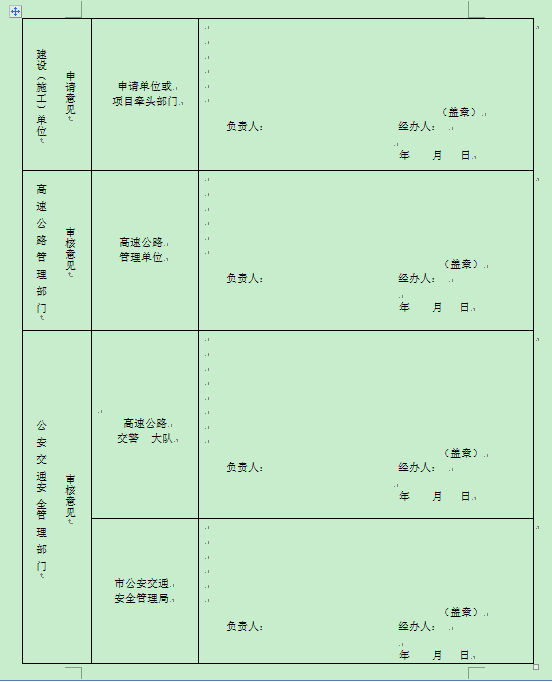 建设（施工）单位
申请意见
申请单位或
项目牵头部门
（盖章）
负责人： 经办人：
年 月 日
高速公路管理部门
审核意见
高速公路
管理单位
（盖章）
负责人： 经办人：
年 月 日
公安交通安全管理部门
审核意见
高速公路
交警 大队
（盖章）
负责人： 经办人：
年 月 日
市公安交通
安全管理局
（盖章）
负责人： 经办人：
年 月 日